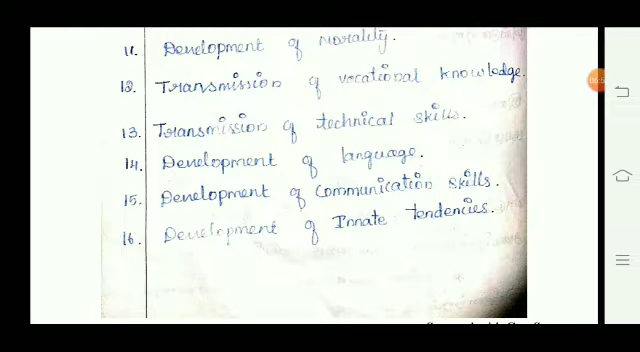 11. Development of Morality.
12. Transmission of vocational knowledge.
13. Transmission of technical skills.
14. Development of language.
15. Development of Communication skills.
16. Development of Innate tendencies.